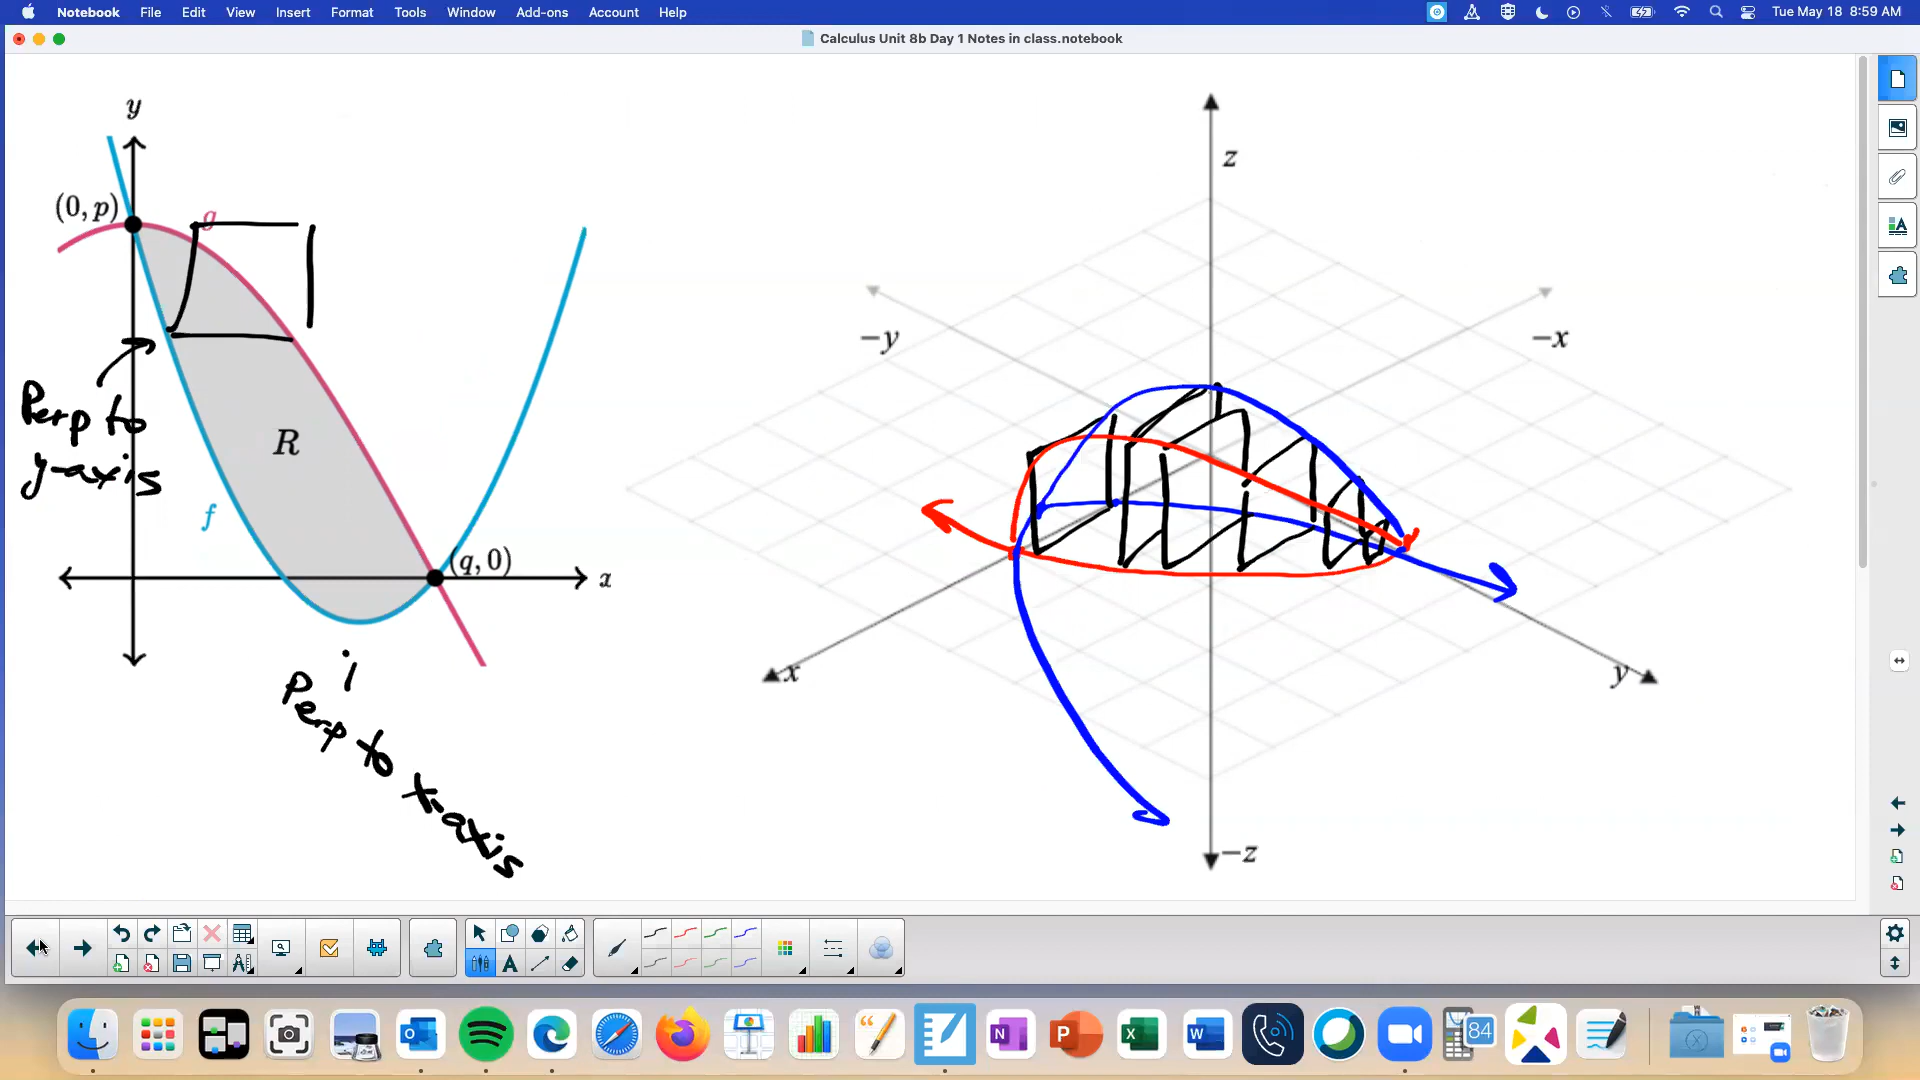 Notebook File Edit View Insert Format Tools Window Add-ons Account Help Tue May 18 8:59 AM
Calculus Unit 8b Day 1 Notes in class.notebook
y
(0, p)
g
Perp to
y-axis
R
f
(q, 0)
x
Perp to x-axis
z
−y
−x
x
y
−z
A
N
P
X
W
84
X